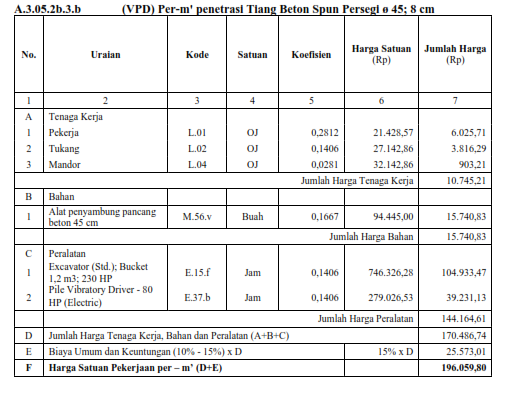 A.3.05.2b.3.b (VPD) Per-m' penetrasi Tiang Beton Spun Persegi ø 45; 8 cm
No. Uraian Kode Satuan Koefisien Harga Satuan (Rp) Jumlah Harga (Rp)
1 2 3 4 5 6 7
A Tenaga Kerja
1 Pekerja L.01 OJ 0,2812 21.428,57 6.025,71
2 Tukang L.02 OJ 0,1406 27.142,86 3.816,29
3 Mandor L.04 OJ 0,0281 32.142,86 903,21
Jumlah Harga Tenaga Kerja 10.745,21
B Bahan
1 Alat penyambung pancang beton 45 cm M.56.v Buah 0,1667 94.445,00 15.740,83
Jumlah Harga Bahan 15.740,83
C Peralatan
1 Excavator (Std.); Bucket 1,2 m3; 230 HP E.15.f Jam 0,1406 746.328,28 104.933,47
2 Pile Vibratory Driver - 80 HP (Electric) E.37.b Jam 0,1406 279.026,53 39.231,13
Jumlah Harga Peralatan 144.164,61
D Jumlah Harga Tenaga Kerja, Bahan dan Peralatan (A+B+C) 170.486,74
E Biaya Umum dan Keuntungan (10% - 15%) x D 15% x D 25.573,01
F Harga Satuan Pekerjaan per – m’ (D+E) 196.059,80